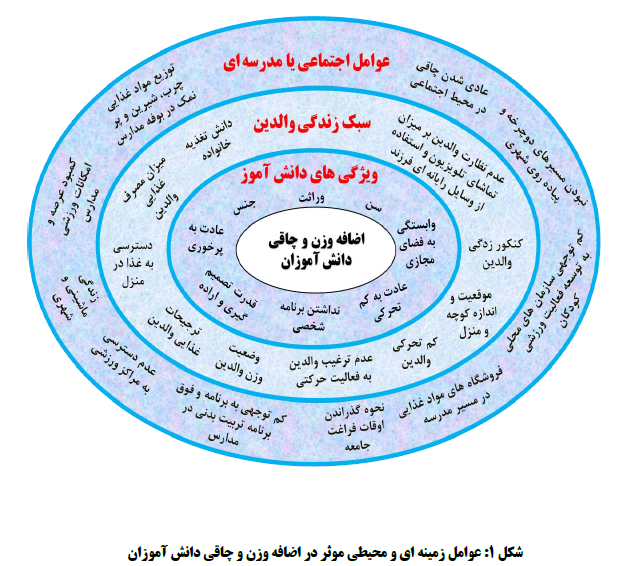 عوامل اجتماعی یا مدرسه ای
عادی شدن چاقی
در محیط اجتماعی
نبودن مسیرهای دوچرخه و
پیاده روی شهری
کم توجهی سازمان های محلی
به توسعه فعالیت ورزشی
کودکان
فروشگاه های مواد غذایی
در مسیر مدرسه
نحوه گذراندن
اوقات فراغت
جامعه
کم توجهی به برنامه و فوق
برنامه تربیت بدنی در
مدارس
عدم دسترسی
به مراکز ورزشی
زندگی
ماشینی و
شهری
کمبود عرصه و
امکانات ورزشی
مدارس
توزیع مواد غذایی
چرب، شیرین و پر
نمک در بوفه مدارس
سبک زندگی والدین
عدم نظارت والدین بر میزان
تماشای تلویزیون و استفاده
از وسایل رایانه ای فرزند
کنکور زدگی
والدین
موقعیت و
اندازه کوچه
و منزل
کم تحرکی
والدین
عدم ترغیب والدین
به فعالیت حرکتی
وضعیت
وزن والدین
ترجیحات
غذایی والدین
دسترسی
به غذا در
منزل
میزان مصرف
غذایی
والدین
دانش تغذیه
خانواده
ویژگی های دانش آموز
سن
وراثت
جنس
وابستگی
به فضای
مجازی
عادت به کم
تحرکی
نداشتن برنامه
شخصی
قدرت تصمیم
گیری و اراده
عادت به
پرخوری
اضافه وزن و چاقی
دانش آموزان
شکل ۱: عوامل زمینه ای و محیطی موثر در اضافه وزن و چاقی دانش آموزان